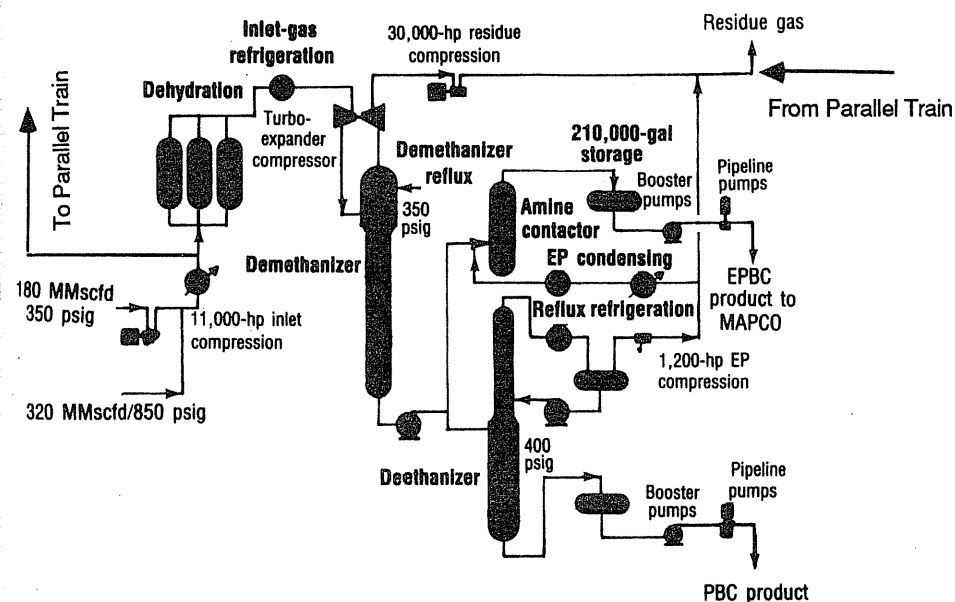 Residue gas
Inlet-gas
refrigeration
30,000-hp residue
compression
Dehydration
From Parallel Train
To Parallel Train
Turbo-
expander
compressor
210,000-gal
storage
Demethanizer
reflux
Booster
pumps
Pipeline
pumps
350
psig
Amine
contactor
Demethanizer
EP condensing
EPBC
product to
MAPCO
180 MMscfd
350 psig
11,000-hp inlet
compression
Reflux refrigeration
1,200-hp EP
compression
320 MMscfd/850 psig
400
psig
Deethanizer
Booster
pumps
Pipeline
pumps
PBC product